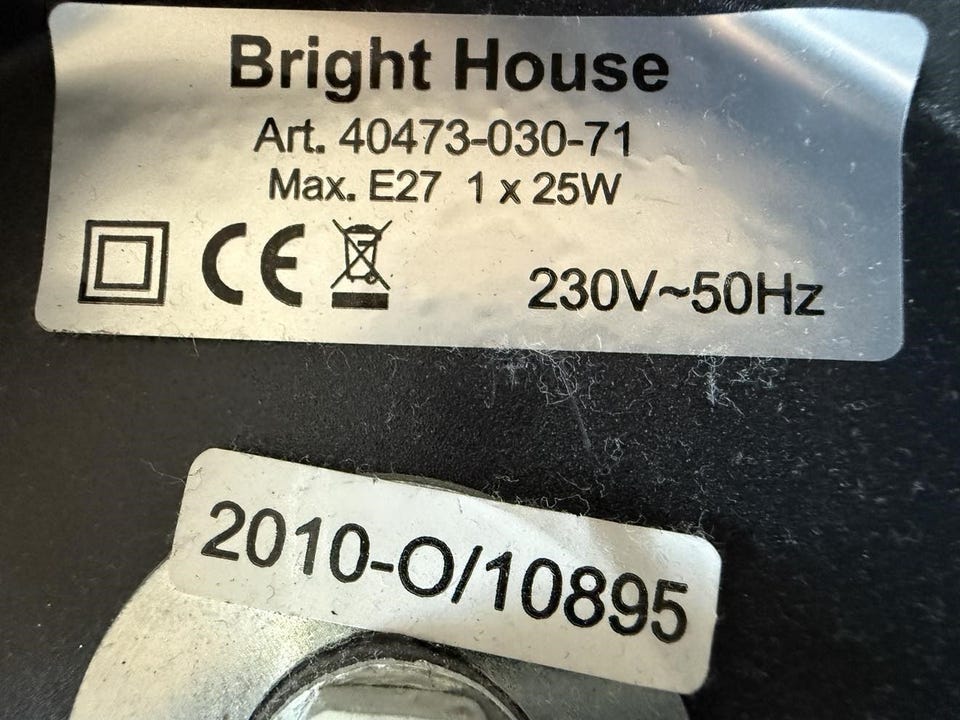 Bright House
Art. 40473-030-71
Max. E27 1 x 25W
CE
230V~50Hz
2010-O/10895